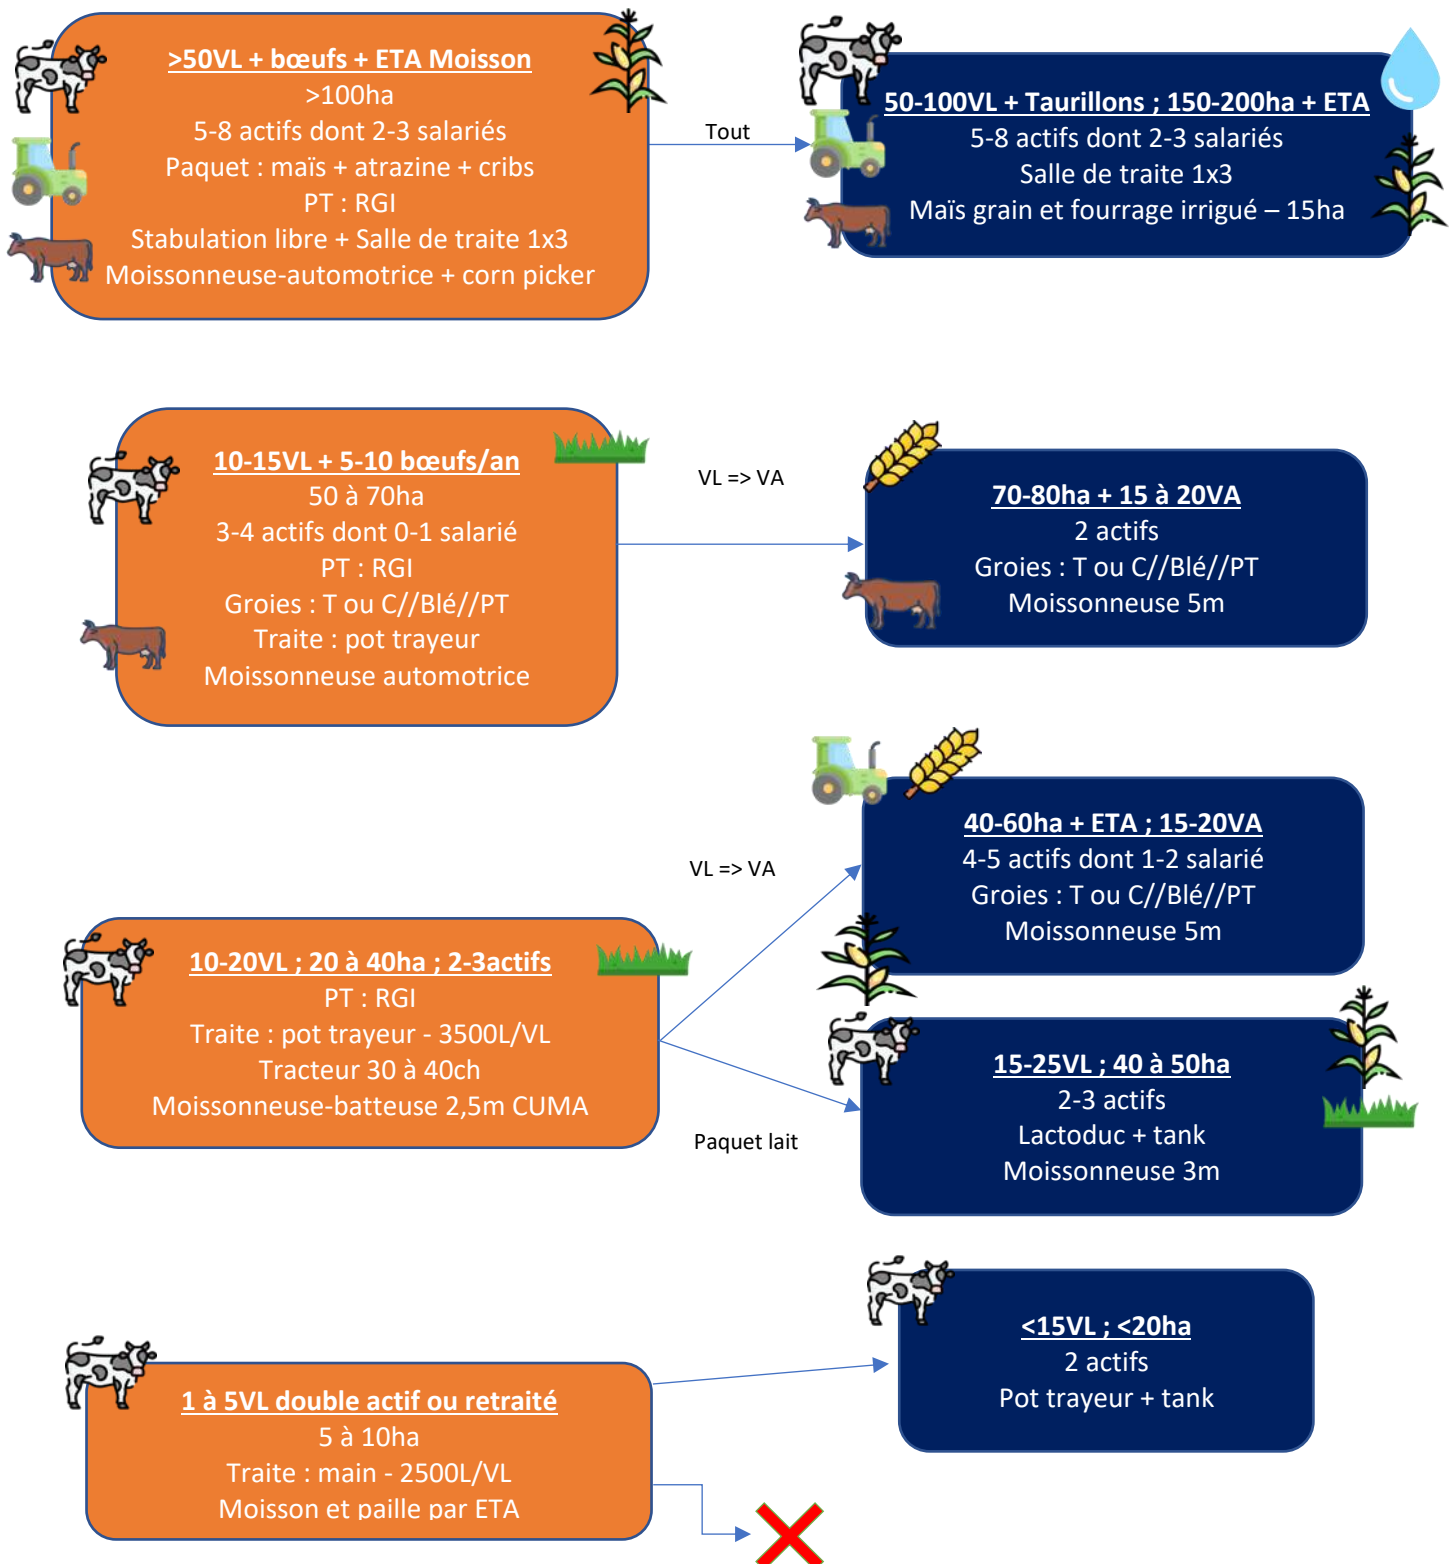 >50VL + bœufs + ETA Moisson
>100ha
5-8 actifs dont 2-3 salariés
Paquet : maïs + atrazine + cribs
PT : RGI
Stabulation libre + Salle de traite 1x3
Moissonneuse-automotrice + corn picker
Tout
50-100VL + Taurillons ; 150-200ha + ETA
5-8 actifs dont 2-3 salariés
Salle de traite 1x3
Maïs grain et fourrage irrigué – 15ha
10-15VL + 5-10 bœufs/an
50 à 70ha
3-4 actifs dont 0-1 salarié
PT : RGI
Groies : T ou C//Blé//PT
Traite : pot trayeur
Moissonneuse automotrice
VL => VA
70-80ha + 15 à 20VA
2 actifs
Groies : T ou C//Blé//PT
Moissonneuse 5m
10-20VL ; 20 à 40ha ; 2-3actifs
PT : RGI
Traite : pot trayeur - 3500L/VL
Tracteur 30 à 40ch
Moissonneuse-batteuse 2,5m CUMA
VL => VA
40-60ha + ETA ; 15-20VA
4-5 actifs dont 1-2 salarié
Groies : T ou C//Blé//PT
Moissonneuse 5m
Paquet lait
15-25VL ; 40 à 50ha
2-3 actifs
Lactoduc + tank
Moissonneuse 3m
1 à 5VL double actif ou retraité
5 à 10ha
Traite : main - 2500L/VL
Moisson et paille par ETA
<15VL ; <20ha
2 actifs
Pot trayeur + tank